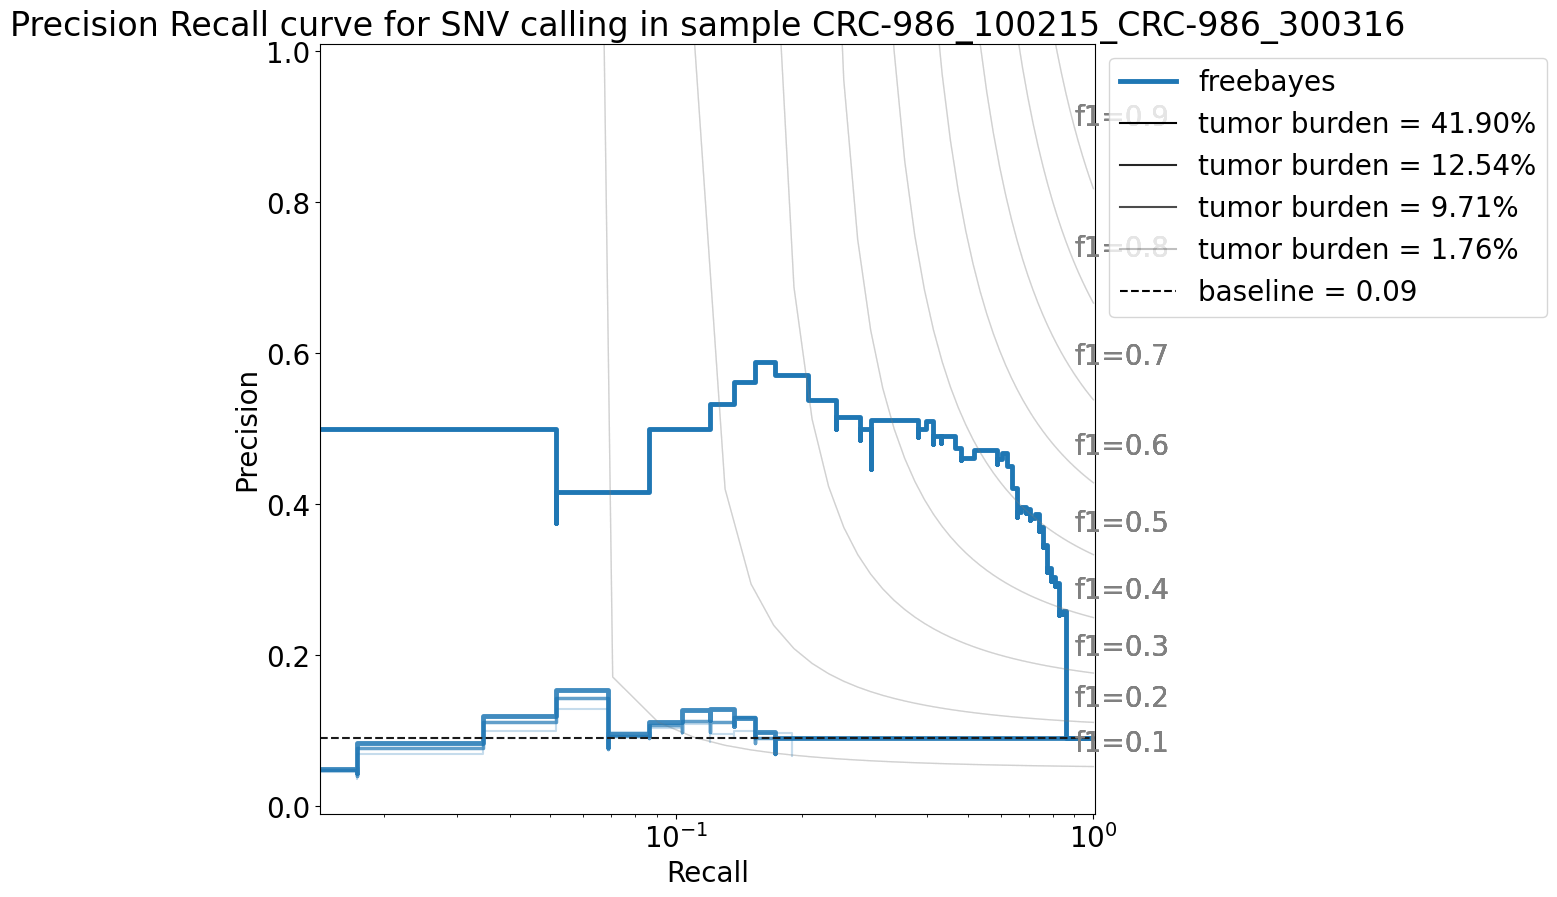 Precision Recall curve for SNV calling in sample CRC-986_100215_CRC-986_300316
freebayes
tumor burden = 41.90%
tumor burden = 12.54%
tumor burden = 9.71%
tumor burden = 1.76%
baseline = 0.09
f1=0.9
f1=0.8
f1=0.7
f1=0.6
f1=0.5
f1=0.4
f1=0.3
f1=0.2
f1=0.1
1.0
0.8
0.6
0.4
0.2
0.0
Precision
10⁻¹
10⁰
Recall